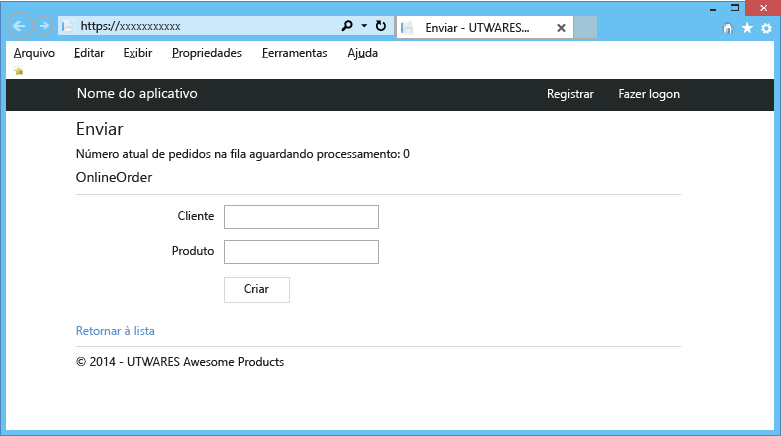 https://xxxxxxxxxxx
Enviar - UTWARES...
Arquivo Editar Exibir Propriedades Ferramentas Ajuda
Nome do aplicativo Registrar Fazer logon
Enviar
Número atual de pedidos na fila aguardando processamento: 0
OnlineOrder
Cliente
Produto
Criar
Retornar à lista
© 2014 - UTWARES Awesome Products